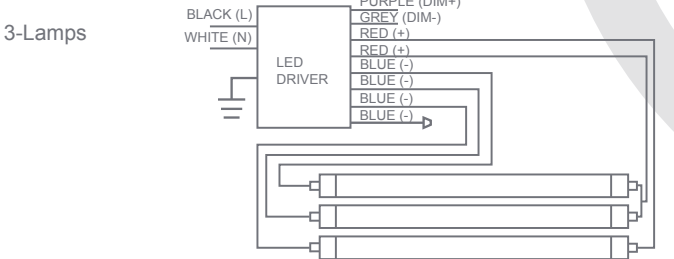 3-Lamps
BLACK (L)
WHITE (N)
LED
DRIVER
PURPLE (DIM+)
GREY (DIM-)
RED (+)
RED (+)
BLUE (-)
BLUE (-)
BLUE (-)
BLUE (-)